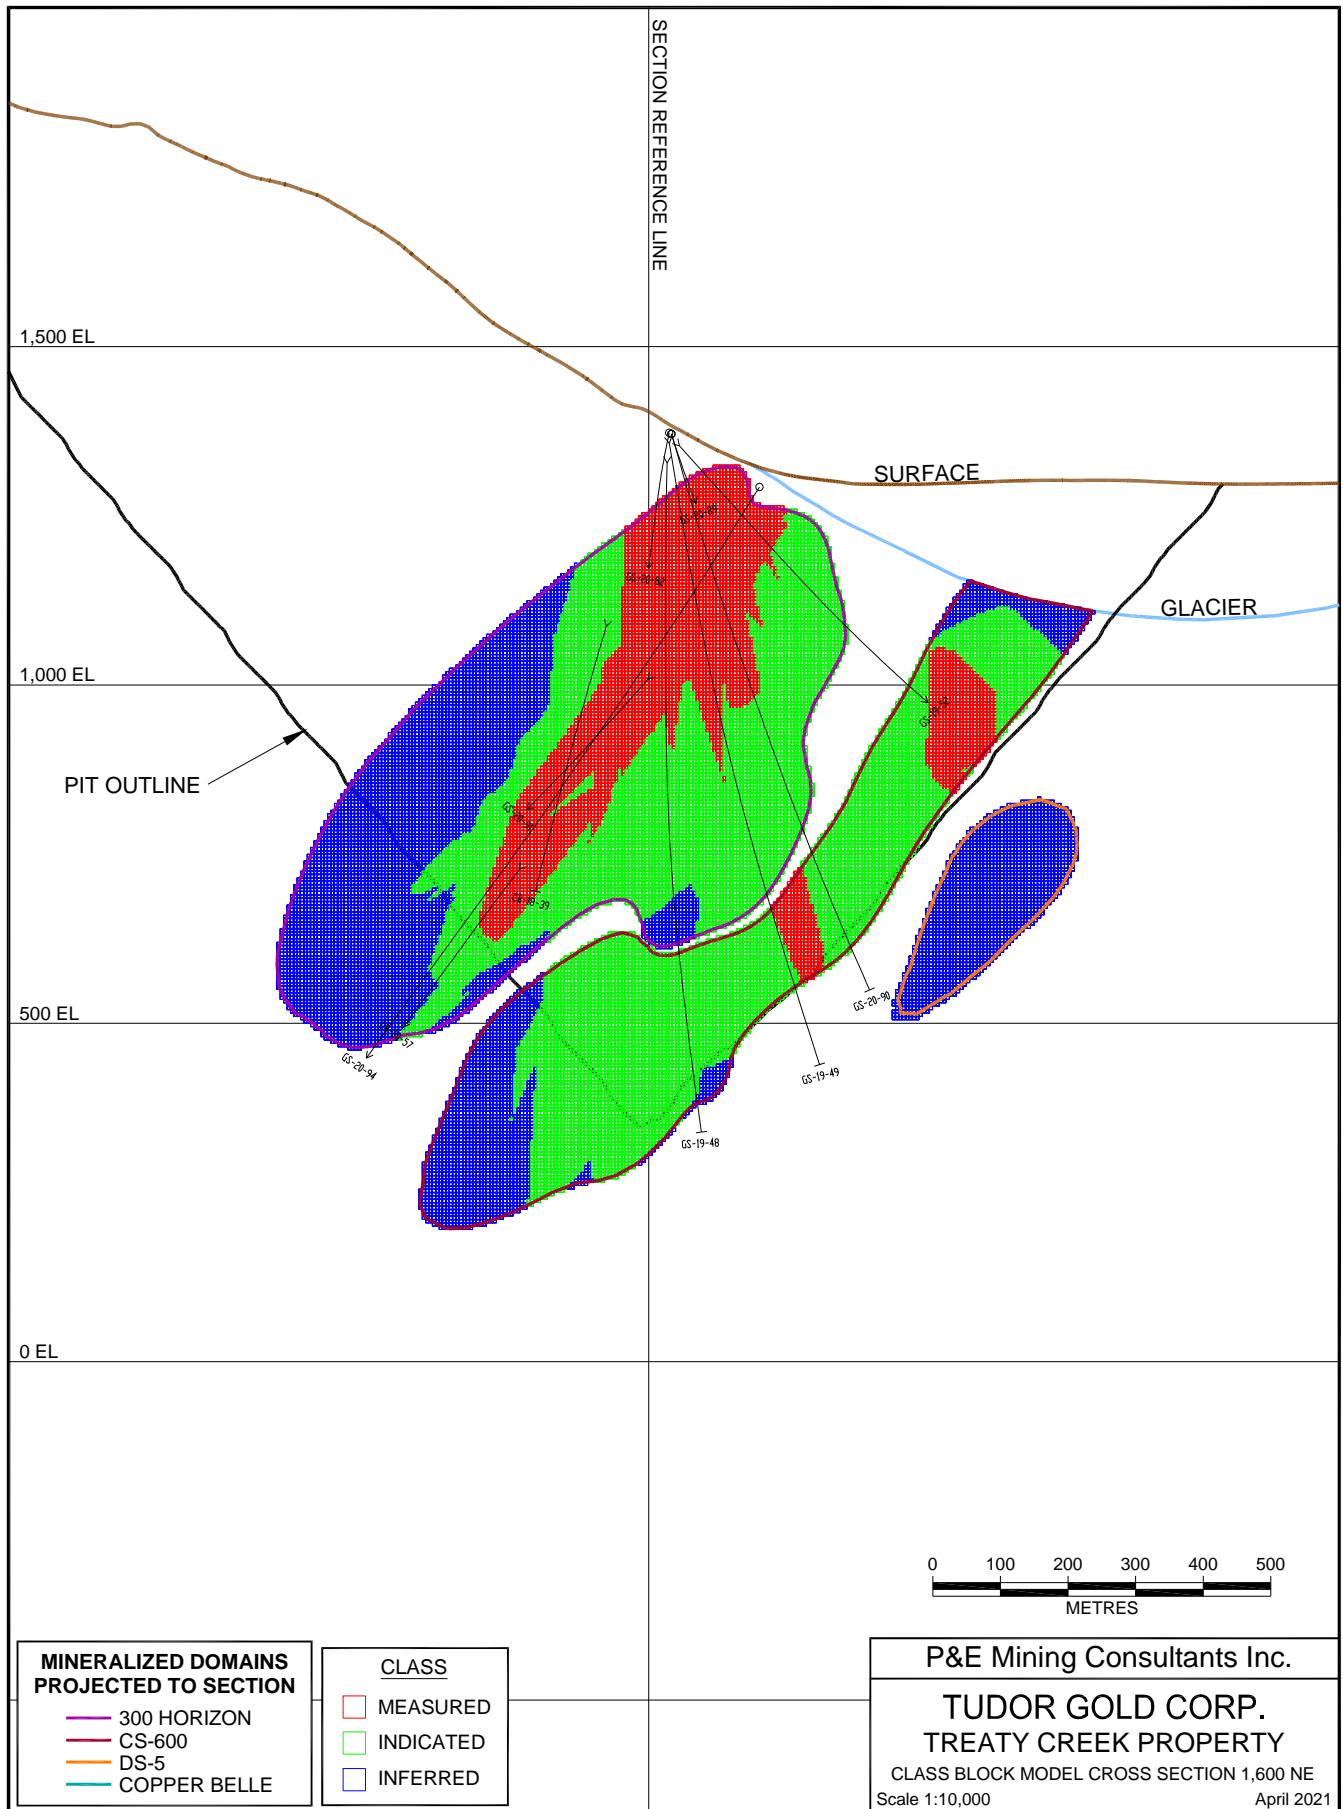 SECTION REFERENCE LINE
1,500 EL
SURFACE
GLACIER
1,000 EL
PIT OUTLINE
500 EL
GS-20-94
GS-20-90
GS-19-49
GS-19-48
GS-19-52
0 EL
0 100 200 300 400 500
METRES
MINERALIZED DOMAINS
PROJECTED TO SECTION
300 HORIZON
CS-600
DS-5
COPPER BELLE
CLASS
MEASURED
INDICATED
INFERRED
P&E Mining Consultants Inc.
TUDOR GOLD CORP.
TREATY CREEK PROPERTY
CLASS BLOCK MODEL CROSS SECTION 1,600 NE
Scale 1:10,000 April 2021